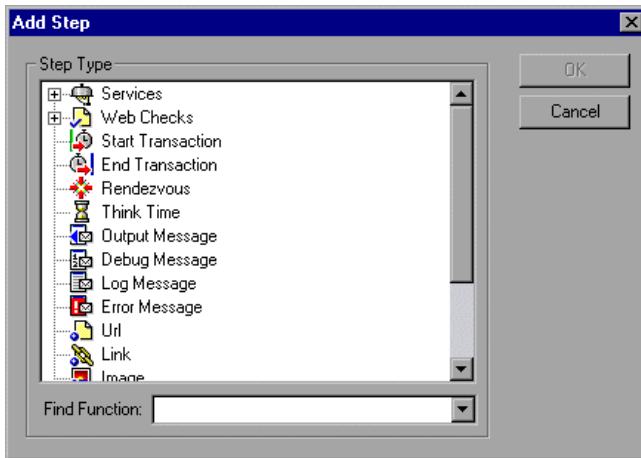 Add Step
Step Type
Services
Web Checks
Start Transaction
End Transaction
Rendezvous
Think Time
Output Message
Debug Message
Log Message
Error Message
Url
Link
Image
Find Function:
OK
Cancel